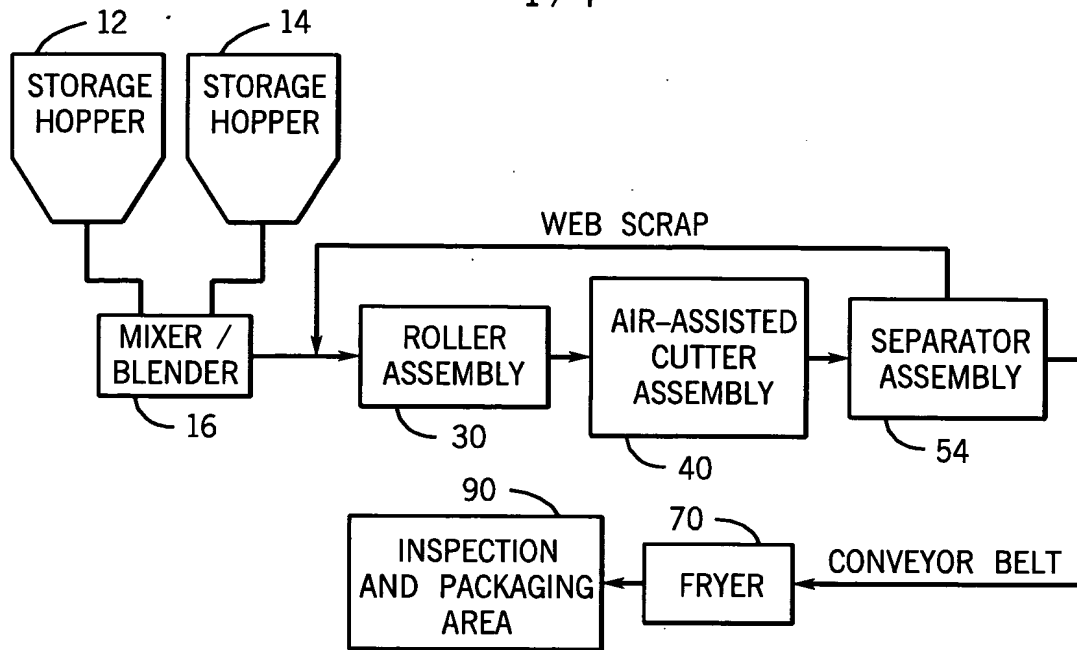 12
14
STORAGE
HOPPER
STORAGE
HOPPER
WEB SCRAP
MIXER /
BLENDER
ROLLER
ASSEMBLY
AIR-ASSISTED
CUTTER
ASSEMBLY
SEPARATOR
ASSEMBLY
16
30
40
54
90
70
INSPECTION
AND PACKAGING
AREA
FRYER
CONVEYOR BELT